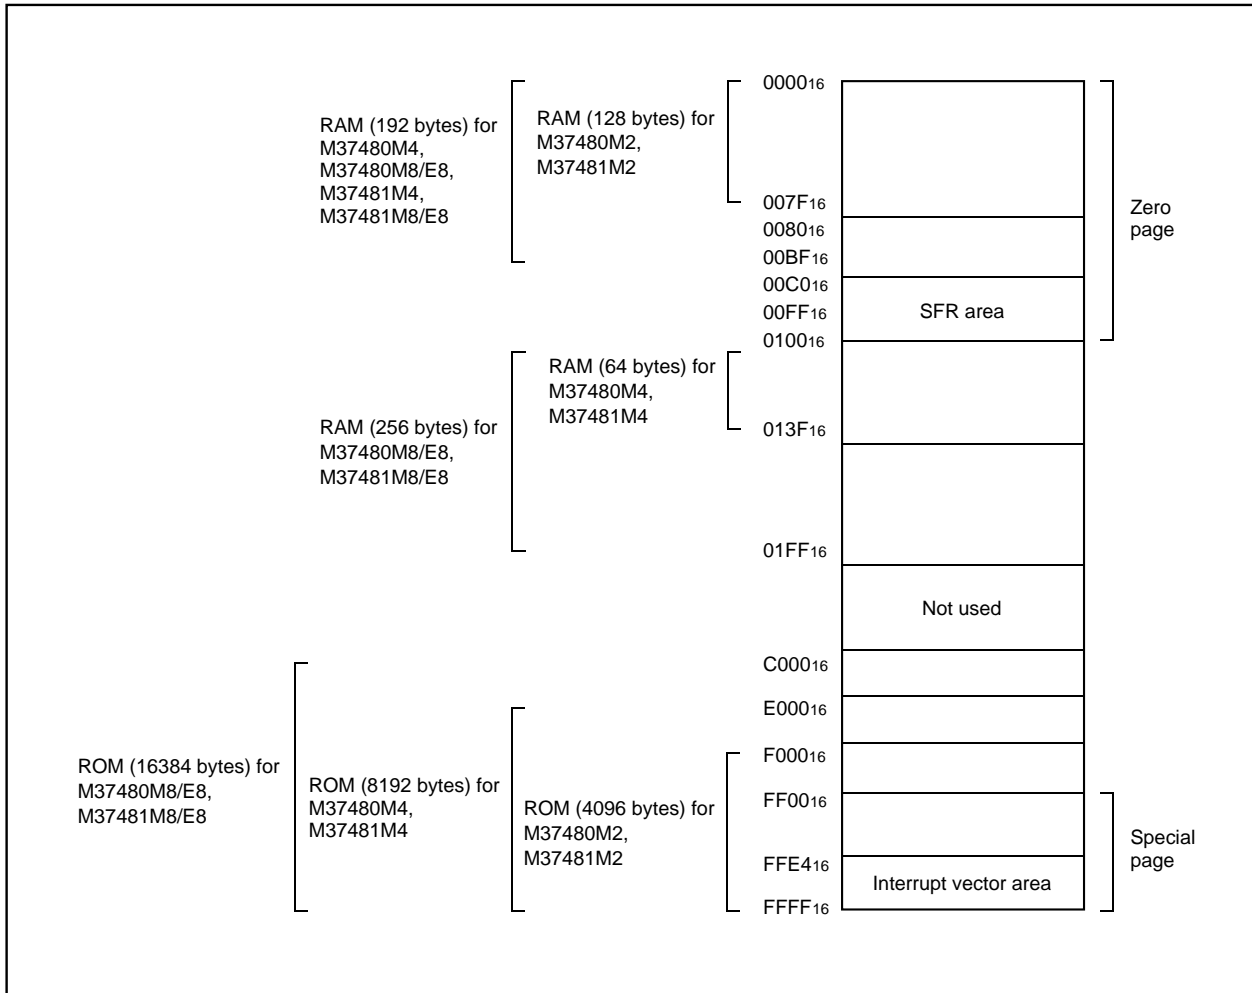 RAM (192 bytes) for
M37480M4,
M37480M8/E8,
M37481M4,
M37481M8/E8
RAM (128 bytes) for
M37480M2,
M37481M2
000016
007F16
008016
00BF16
00C016
00FF16
010016
SFR area
Zero
page
RAM (256 bytes) for
M37480M8/E8,
M37481M8/E8
RAM (64 bytes) for
M37480M4,
M37481M4
013F16
01FF16
Not used
ROM (16384 bytes) for
M37480M8/E8,
M37481M8/E8
ROM (8192 bytes) for
M37480M4,
M37481M4
ROM (4096 bytes) for
M37480M2,
M37481M2
C00016
E00016
F00016
FF0016
FFE416
FFFF16
Interrupt vector area
Special
page